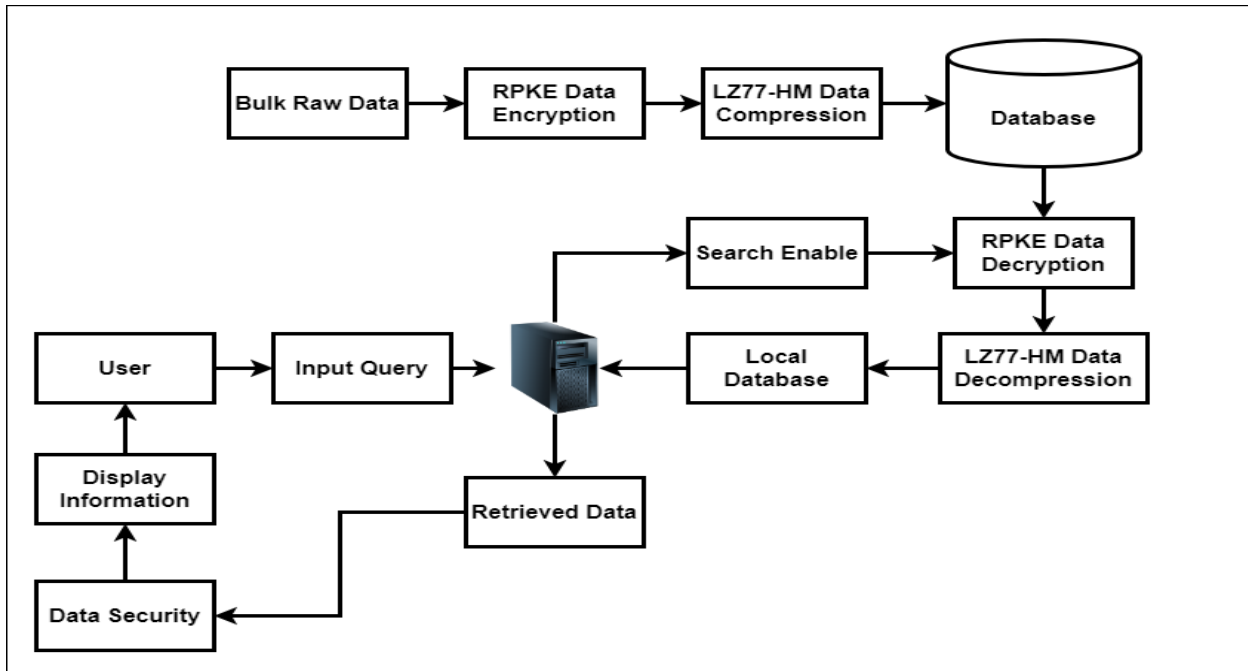 Bulk Raw Data
RPKE Data
Encryption
LZ77-HM Data
Compression
Database
Search Enable
RPKE Data
Decryption
User
Input Query
Local
Database
LZ77-HM Data
Decompression
Display
Information
Retrieved Data
Data Security